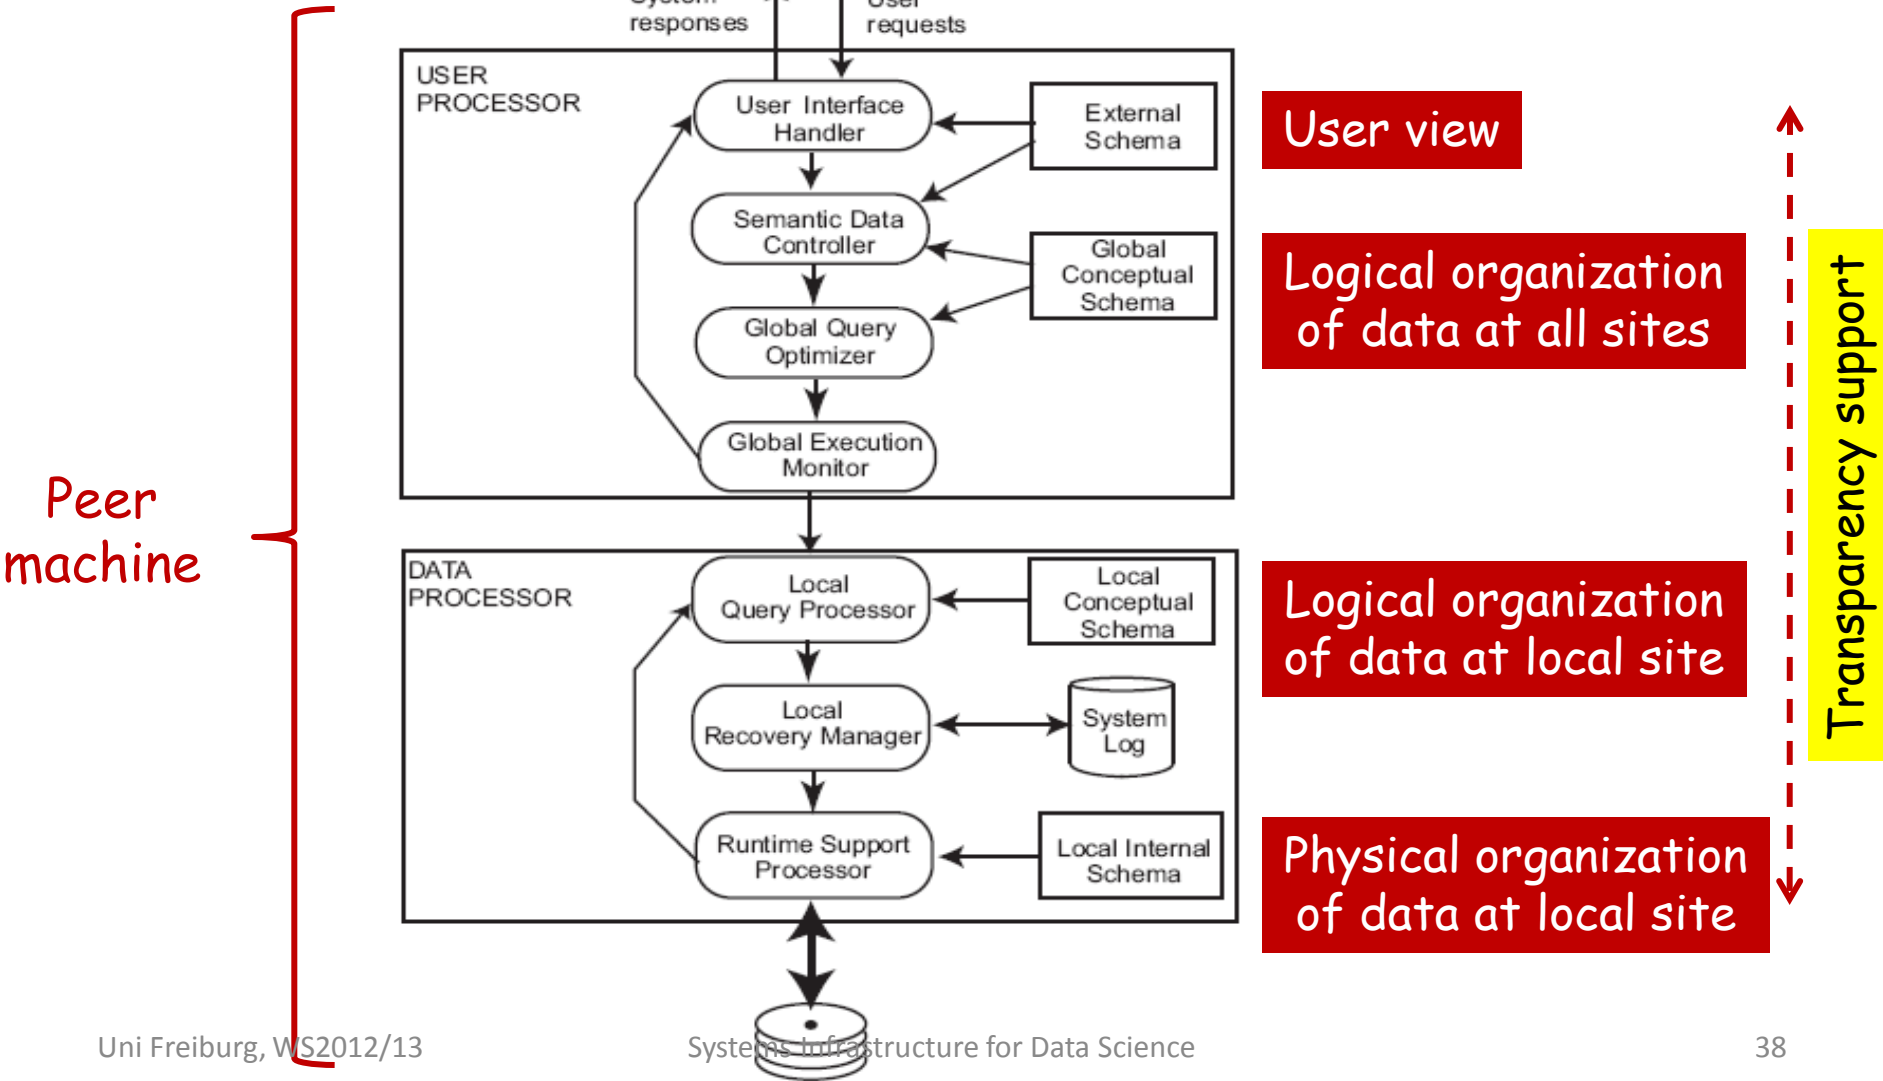 System
responses
User
requests
USER
PROCESSOR
User Interface
Handler
External
Schema
User view
Semantic Data
Controller
Global
Conceptual
Schema
Logical organization
of data at all sites
Global Query
Optimizer
Global Execution
Monitor
Transparency support
Peer
machine
DATA
PROCESSOR
Local
Query Processor
Local
Conceptual
Schema
Logical organization
of data at local site
Local
Recovery Manager
System
Log
Runtime Support
Processor
Local Internal
Schema
Physical organization
of data at local site
Uni Freiburg, WS2012/13
Systems Infrastructure for Data Science
38